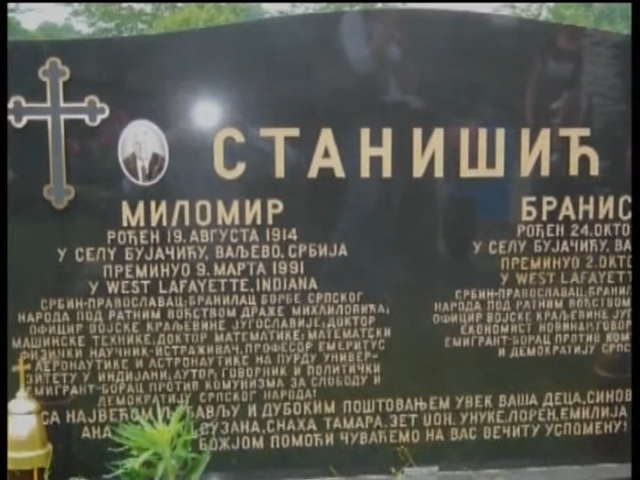 СТАНИШИЋ
МИЛОМИР
РОЂЕН 19. АВГУСТА 1914
У СЕЛУ БУЈАЧИЋУ, ВАЉЕВО, СРБИЈА
ПРЕМИНУО 9. МАРТА 1991
У WEST LAFAYETTE, INDIANA
СРБИН-ПРАВОСЛАВАЦ, БРАНИЛАЦ БОРБЕ СРПСКОГ
НАРОДА ПОД РАТНИМ ВОЂСТВОМ ДРАЖЕ МИХАИЛОВИЋА,
ОФИЦИР ВОЈСКЕ КРАЉЕВИНЕ ЈУГОСЛАВИЈЕ, ДОКТОР
МАШИНСКЕ ТЕХНИКЕ, ДОКТОР МАТЕМАТИКЕ, МАТЕМАТСКИ
ФИЗИЧКИ НАУЧНИК-ИСТРАЖИВАЧ, ПРОФЕСОР ЕМЕРИТУС
АЕРОНАУТИКЕ И АСТРОНАУТИКЕ НА ПУРДУ УНИВЕР-
ЗИТЕТУ У ИНДИЈАНИ, АУТОР, ГОВОРНИК И ПОЛИТИЧКИ
ЕМИГРАНТ-БОРАЦ ПРОТИВ КОМУНИЗМА ЗА СЛОБОДУ И
ДЕМОКРАТИЈУ СРПСКОГ НАРОДА!
БРАНИС
РОЂЕН 24. ОКТО
У СЕЛУ БУЈАЧИЋУ, ВА
ПРЕМИНУО 2. ОКТО
У WEST LAFAYETT
СРБИН-ПРАВОСЛАВАЦ, БРАНИЛА
НАРОДА ПОД РАТНИМ ВОЂСТВОМ
ОФИЦИР ВОЈСКЕ КРАЉЕВИНЕ ЈУГ
ЕКОНОМИСТ НОВИНАР, ГОВОР
ЕМИГРАНТ-БОРАЦ ПРОТИВ КОМ
И ДЕМОКРАТИЈУ СРП
СА НАЈВЕЋОМ ЉУБАВЉУ И ДУБОКИМ ПОШТОВАЊЕМ УВЕК ВАША ДЕЦА, СИНОВ
АНА СУЗАНА, СНАХА ТАМАРА, ЗЕТ ЏОН, УНУКЕ, ЛОРЕН, ЕМИЛИЈА
БОЖЈОМ ПОМОЋИ ЧУВАЋЕМО НА ВАС ВЕЧИТУ УСПОМЕНУ!